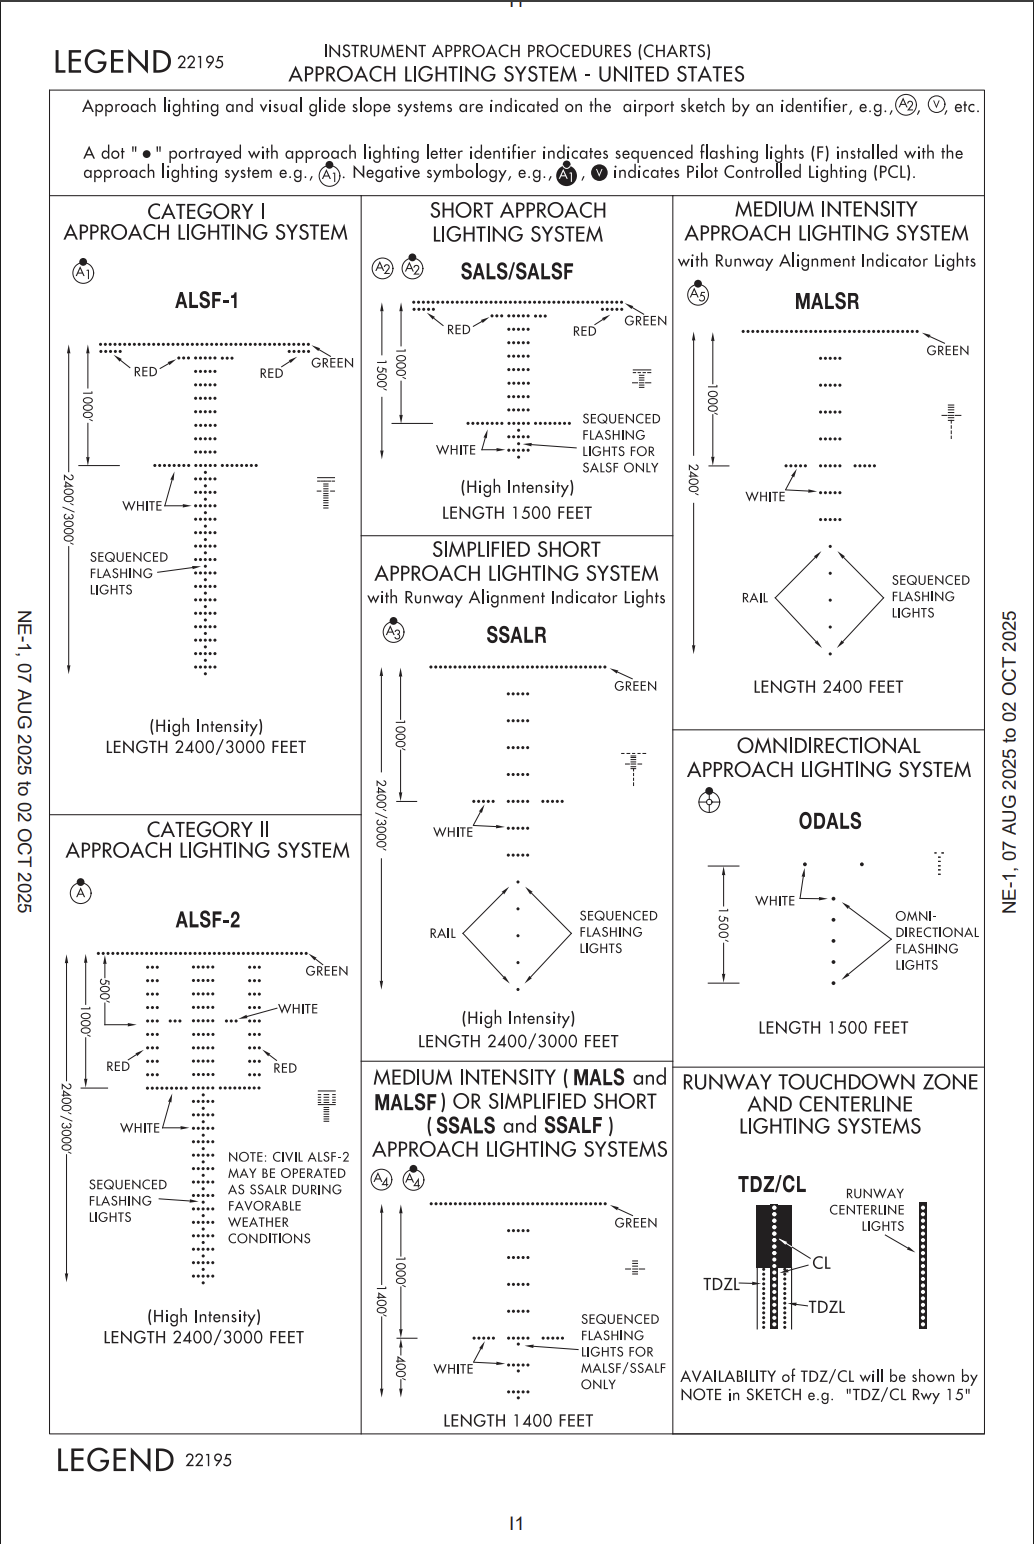 LEGEND 22195
INSTRUMENT APPROACH PROCEDURES (CHARTS)
APPROACH LIGHTING SYSTEM - UNITED STATES
Approach lighting and visual glide slope systems are indicated on the airport sketch by an identifier, e.g., A2, V, etc.
A dot " ● " portrayed with approach lighting letter identifier indicates sequenced flashing lights (F) installed with the
approach lighting system e.g., A1. Negative symbology, e.g., A1, V indicates Pilot Controlled Lighting (PCL).
CATEGORY I
APPROACH LIGHTING SYSTEM
A1
ALSF-1
RED
RED
GREEN
1000'
2400'/3000'
WHITE
SEQUENCED
FLASHING
LIGHTS
(High Intensity)
LENGTH 2400/3000 FEET
CATEGORY II
APPROACH LIGHTING SYSTEM
A
ALSF-2
GREEN
500'
1000'
WHITE
RED
RED
2400'/3000'
WHITE
NOTE: CIVIL ALSF-2
MAY BE OPERATED
AS SSALR DURING
FAVORABLE
WEATHER
CONDITIONS
SEQUENCED
FLASHING
LIGHTS
(High Intensity)
LENGTH 2400/3000 FEET
SHORT APPROACH
LIGHTING SYSTEM
A2 A2
SALS/SALSF
RED
RED
GREEN
1000'
1500'
WHITE
SEQUENCED
FLASHING
LIGHTS FOR
SALSF ONLY
(High Intensity)
LENGTH 1500 FEET
SIMPLIFIED SHORT
APPROACH LIGHTING SYSTEM
with Runway Alignment Indicator Lights
A3
SSALR
GREEN
1000'
2400'/3000'
WHITE
RAIL
SEQUENCED
FLASHING
LIGHTS
(High Intensity)
LENGTH 2400/3000 FEET
MEDIUM INTENSITY ( MALS and
MALSF ) OR SIMPLIFIED SHORT
( SSALS and SSALF )
APPROACH LIGHTING SYSTEMS
A4 A4
GREEN
1000'
1400'
400'
WHITE
SEQUENCED
FLASHING
LIGHTS FOR
MALSF/SSALF
ONLY
LENGTH 1400 FEET
MEDIUM INTENSITY
APPROACH LIGHTING SYSTEM
with Runway Alignment Indicator Lights
A5
MALSR
GREEN
1000'
2400'
WHITE
RAIL
SEQUENCED
FLASHING
LIGHTS
LENGTH 2400 FEET
OMNIDIRECTIONAL
APPROACH LIGHTING SYSTEM
ODALS
WHITE
1500'
OMNI-
DIRECTIONAL
FLASHING
LIGHTS
LENGTH 1500 FEET
RUNWAY TOUCHDOWN ZONE
AND CENTERLINE
LIGHTING SYSTEMS
TDZ/CL
RUNWAY
CENTERLINE
LIGHTS
CL
TDZL
TDZL
AVAILABILITY of TDZ/CL will be shown by
NOTE in SKETCH e.g. "TDZ/CL Rwy 15"
NE-1, 07 AUG 2025 to 02 OCT 2025
NE-1, 07 AUG 2025 to 02 OCT 2025
LEGEND 22195
I1